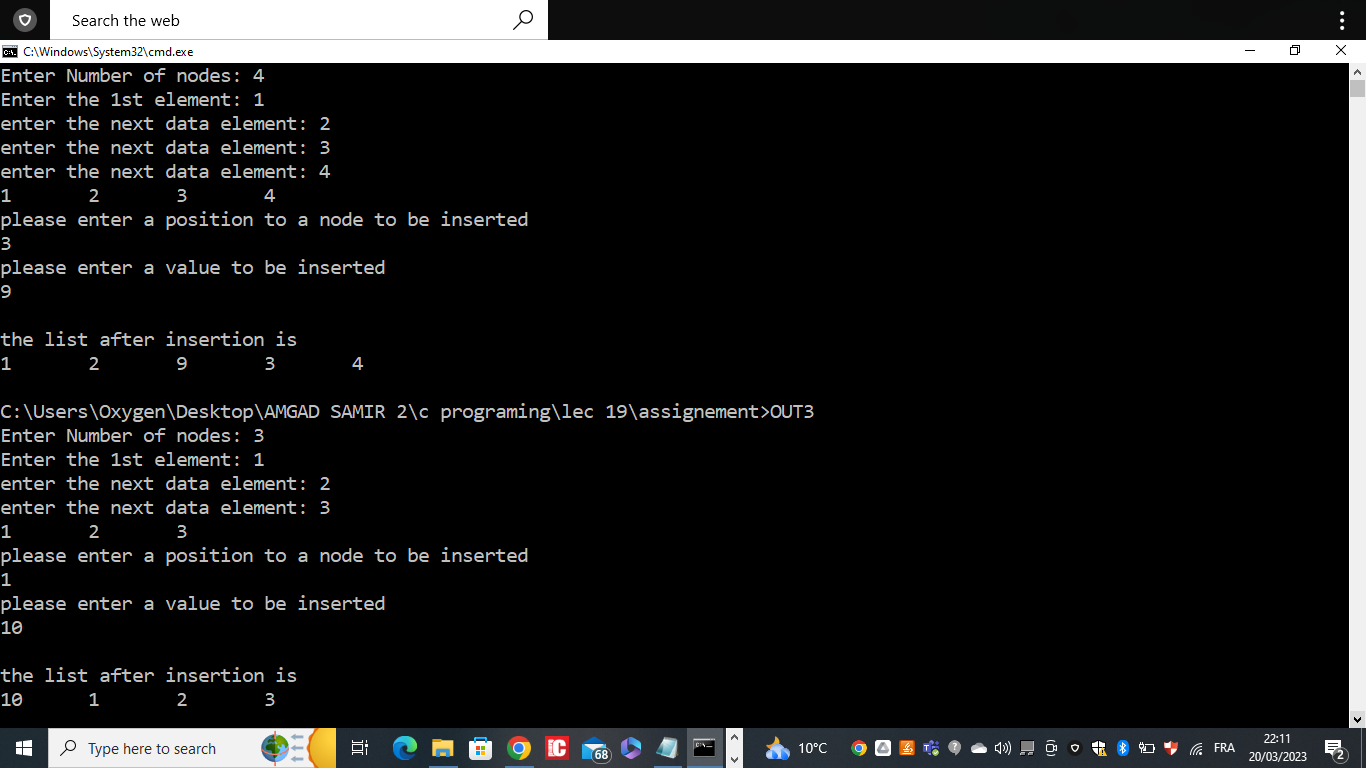 Search the web
C:\Windows\System32\cmd.exe
Enter Number of nodes: 4
Enter the 1st element: 1
enter the next data element: 2
enter the next data element: 3
enter the next data element: 4
1 2 3 4
please enter a position to a node to be inserted
3
please enter a value to be inserted
9
the list after insertion is
1 2 9 3 4
C:\Users\Oxygen\Desktop\AMGAD SAMIR 2\c programing\lec 19\assignement>OUT3
Enter Number of nodes: 3
Enter the 1st element: 1
enter the next data element: 2
enter the next data element: 3
1 2 3
please enter a position to a node to be inserted
1
please enter a value to be inserted
10
the list after insertion is
10 1 2 3
Type here to search
68
10°C
FRA
22:11
20/03/2023
2